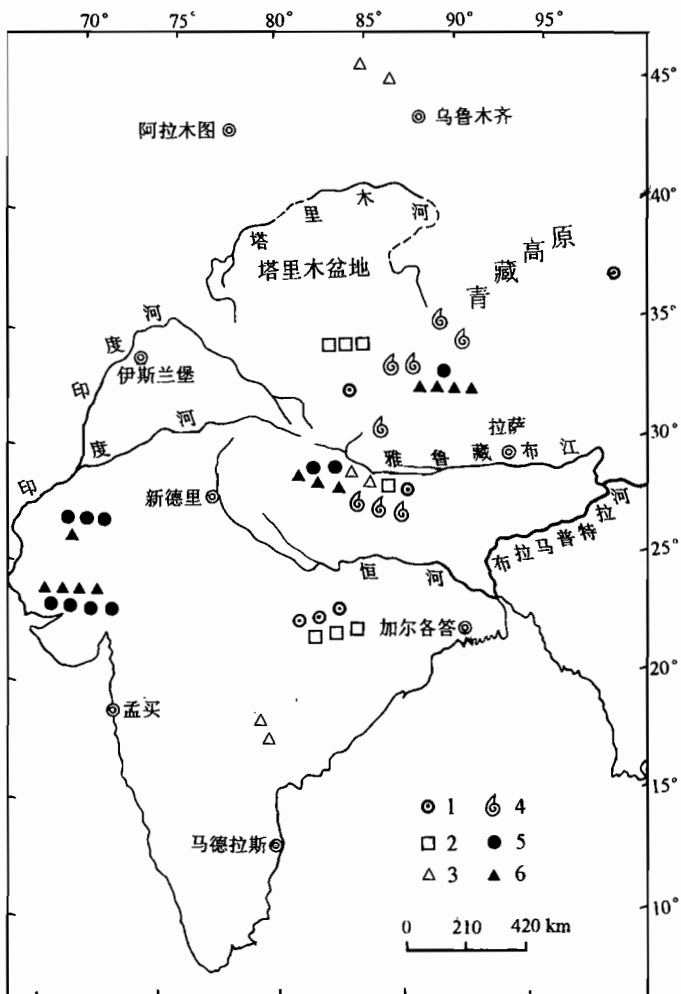 70° 75° 80° 85° 90° 95°
45°
阿拉木图
乌鲁木齐
40°
塔里木河
塔里木盆地
青藏高原
35°
印度河
伊斯兰堡
30°
拉萨
印度河
雅鲁藏布江
新德里
布拉马普特拉河
25°
恒河
加尔各答
20°
孟买
15°
1 4
2 5
3 6
马德拉斯
10°
0 210 420 km